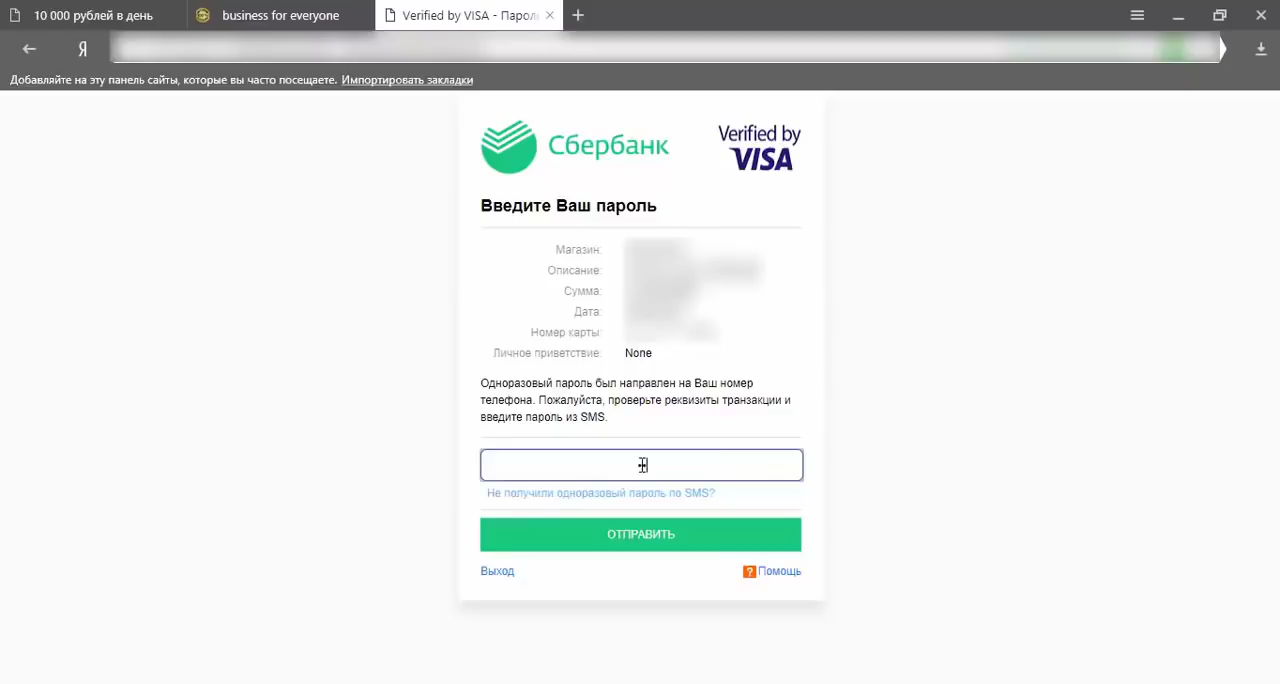 10 000 рублей в день
business for everyone
Verified by VISA - Парол
Я
Добавляйте на эту панель сайты, которые вы часто посещаете. Импортировать закладки
Сбербанк
Verified by
VISA
Введите Ваш пароль
Магазин:
Описание:
Сумма:
Дата:
Номер карты:
Личное приветствие: None
Одноразовый пароль был направлен на Ваш номер
телефона. Пожалуйста, проверьте реквизиты транзакции и
введите пароль из SMS.
Не получили одноразовый пароль по SMS?
ОТПРАВИТЬ
Выход
? Помощь